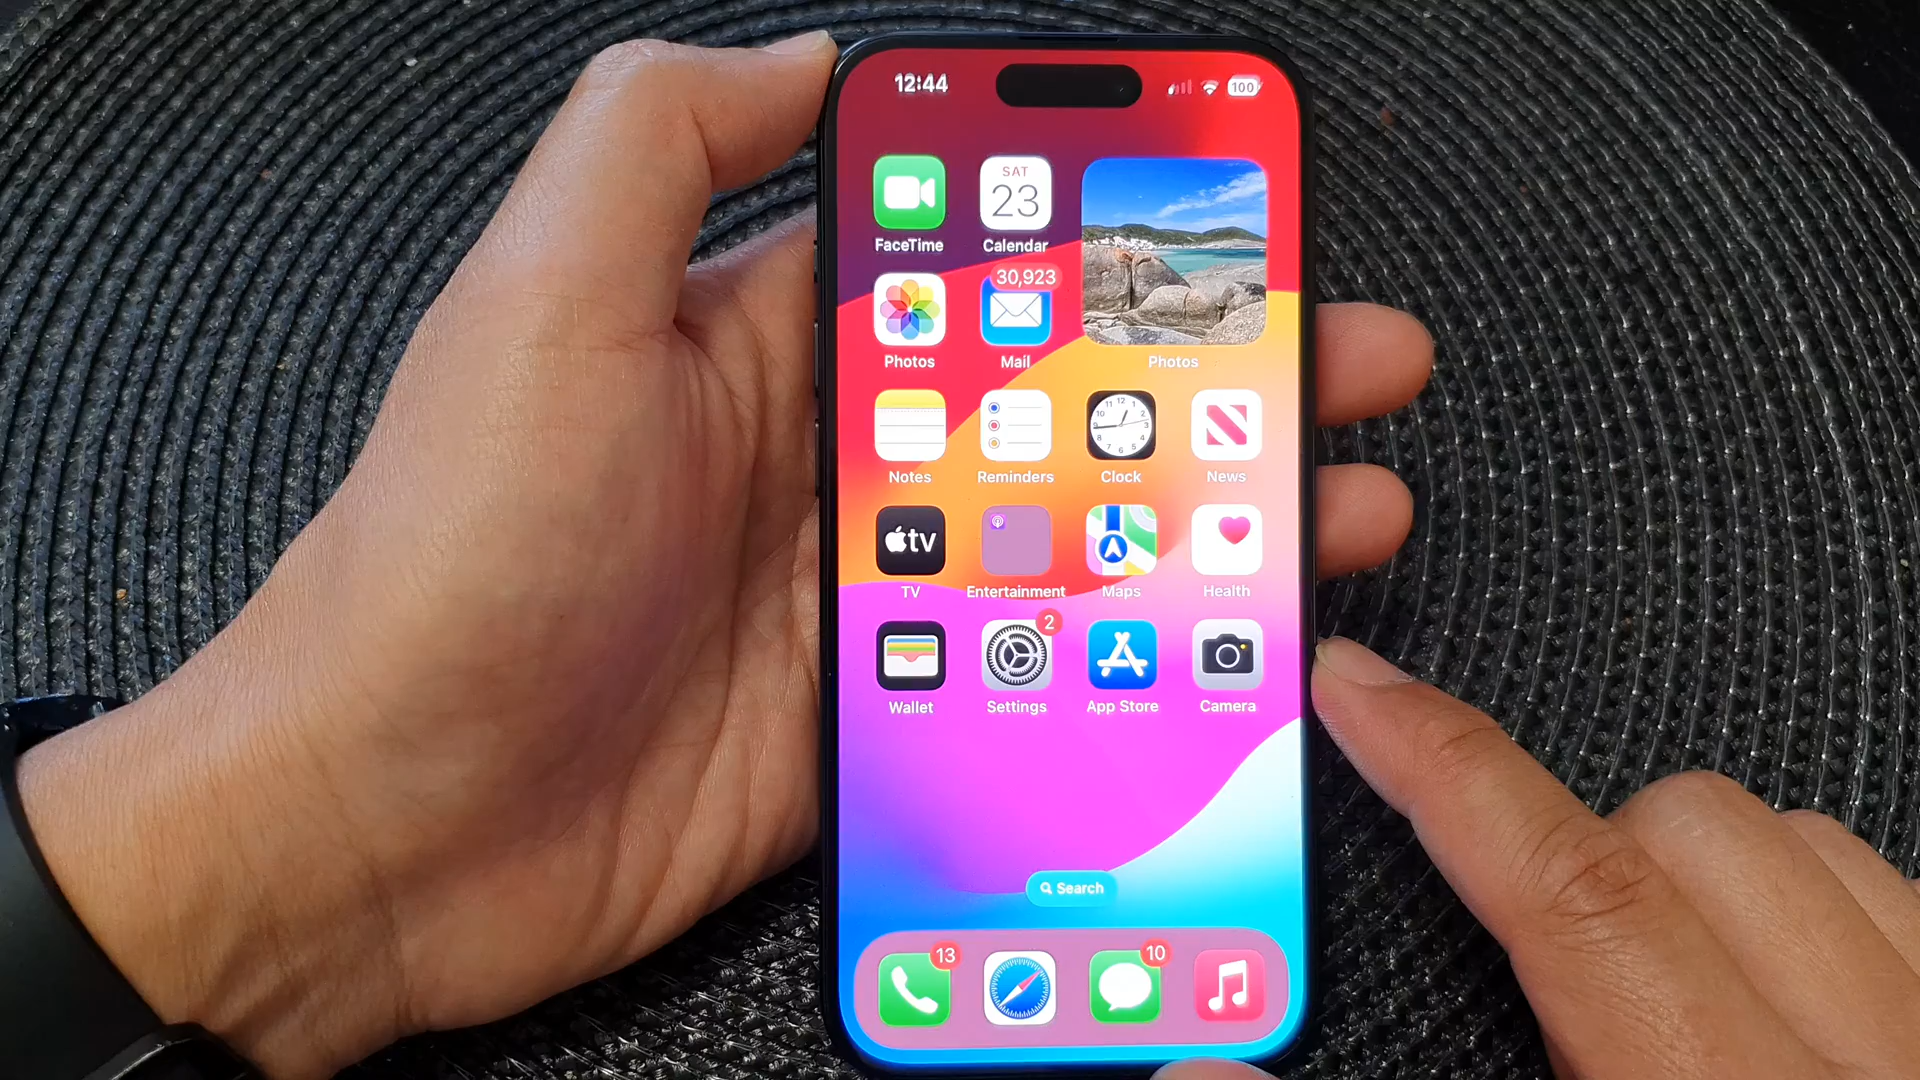 12:44
100
SAT
23
FaceTime
Calendar
30,923
Photos
Mail
Photos
Notes
Reminders
Clock
News
tv
TV
Entertainment
Maps
Health
2
Wallet
Settings
App Store
Camera
Search
13
10